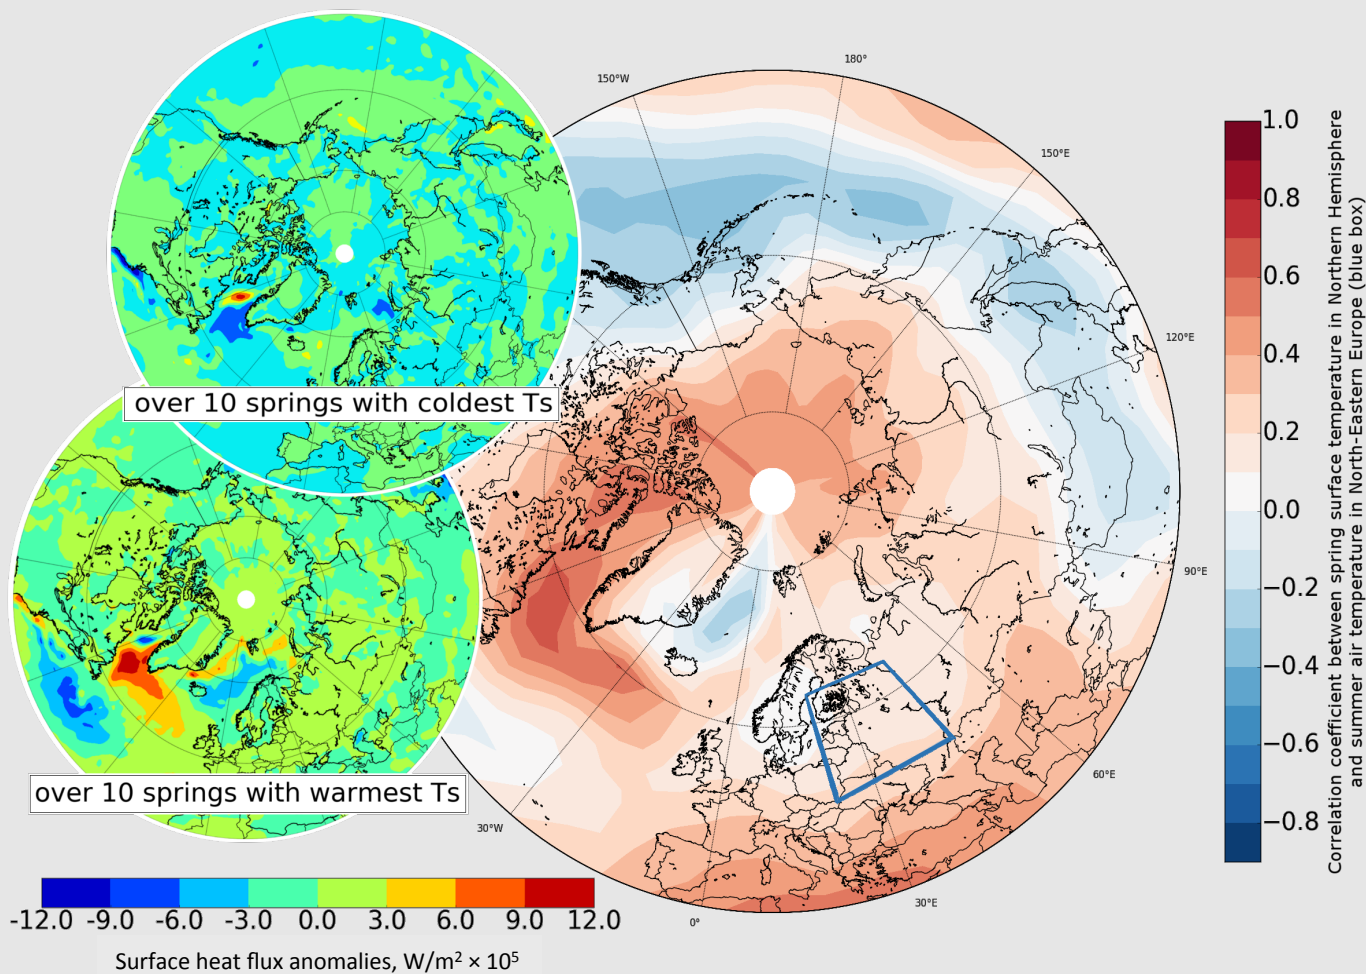 180°
150°W
150°E
120°E
90°E
60°E
30°E
0°
30°W
over 10 springs with coldest Ts
over 10 springs with warmest Ts
-12.0 -9.0 -6.0 -3.0 0.0 3.0 6.0 9.0 12.0
Surface heat flux anomalies, W/m² × 10⁵
1.0
0.8
0.6
0.4
0.2
0.0
−0.2
−0.4
−0.6
−0.8
Correlation coefficient between spring surface temperature in Northern Hemisphere
and summer air temperature in North-Eastern Europe (blue box)